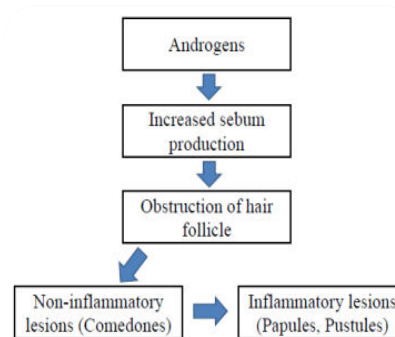 Androgens
Increased sebum
production
Obstruction of hair
follicle
Non-inflammatory
lesions (Comedones)
Inflammatory lesions
(Papules, Pustules)